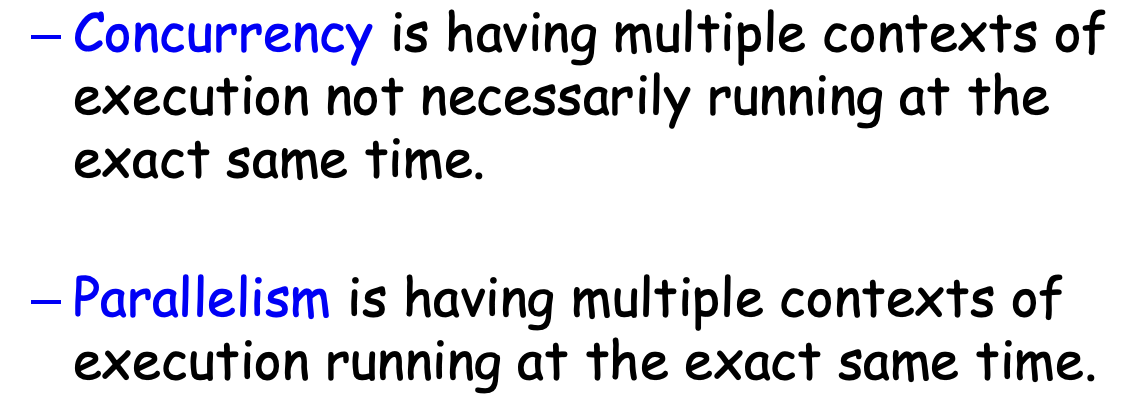 – Concurrency is having multiple contexts of
execution not necessarily running at the
exact same time.
– Parallelism is having multiple contexts of
execution running at the exact same time.